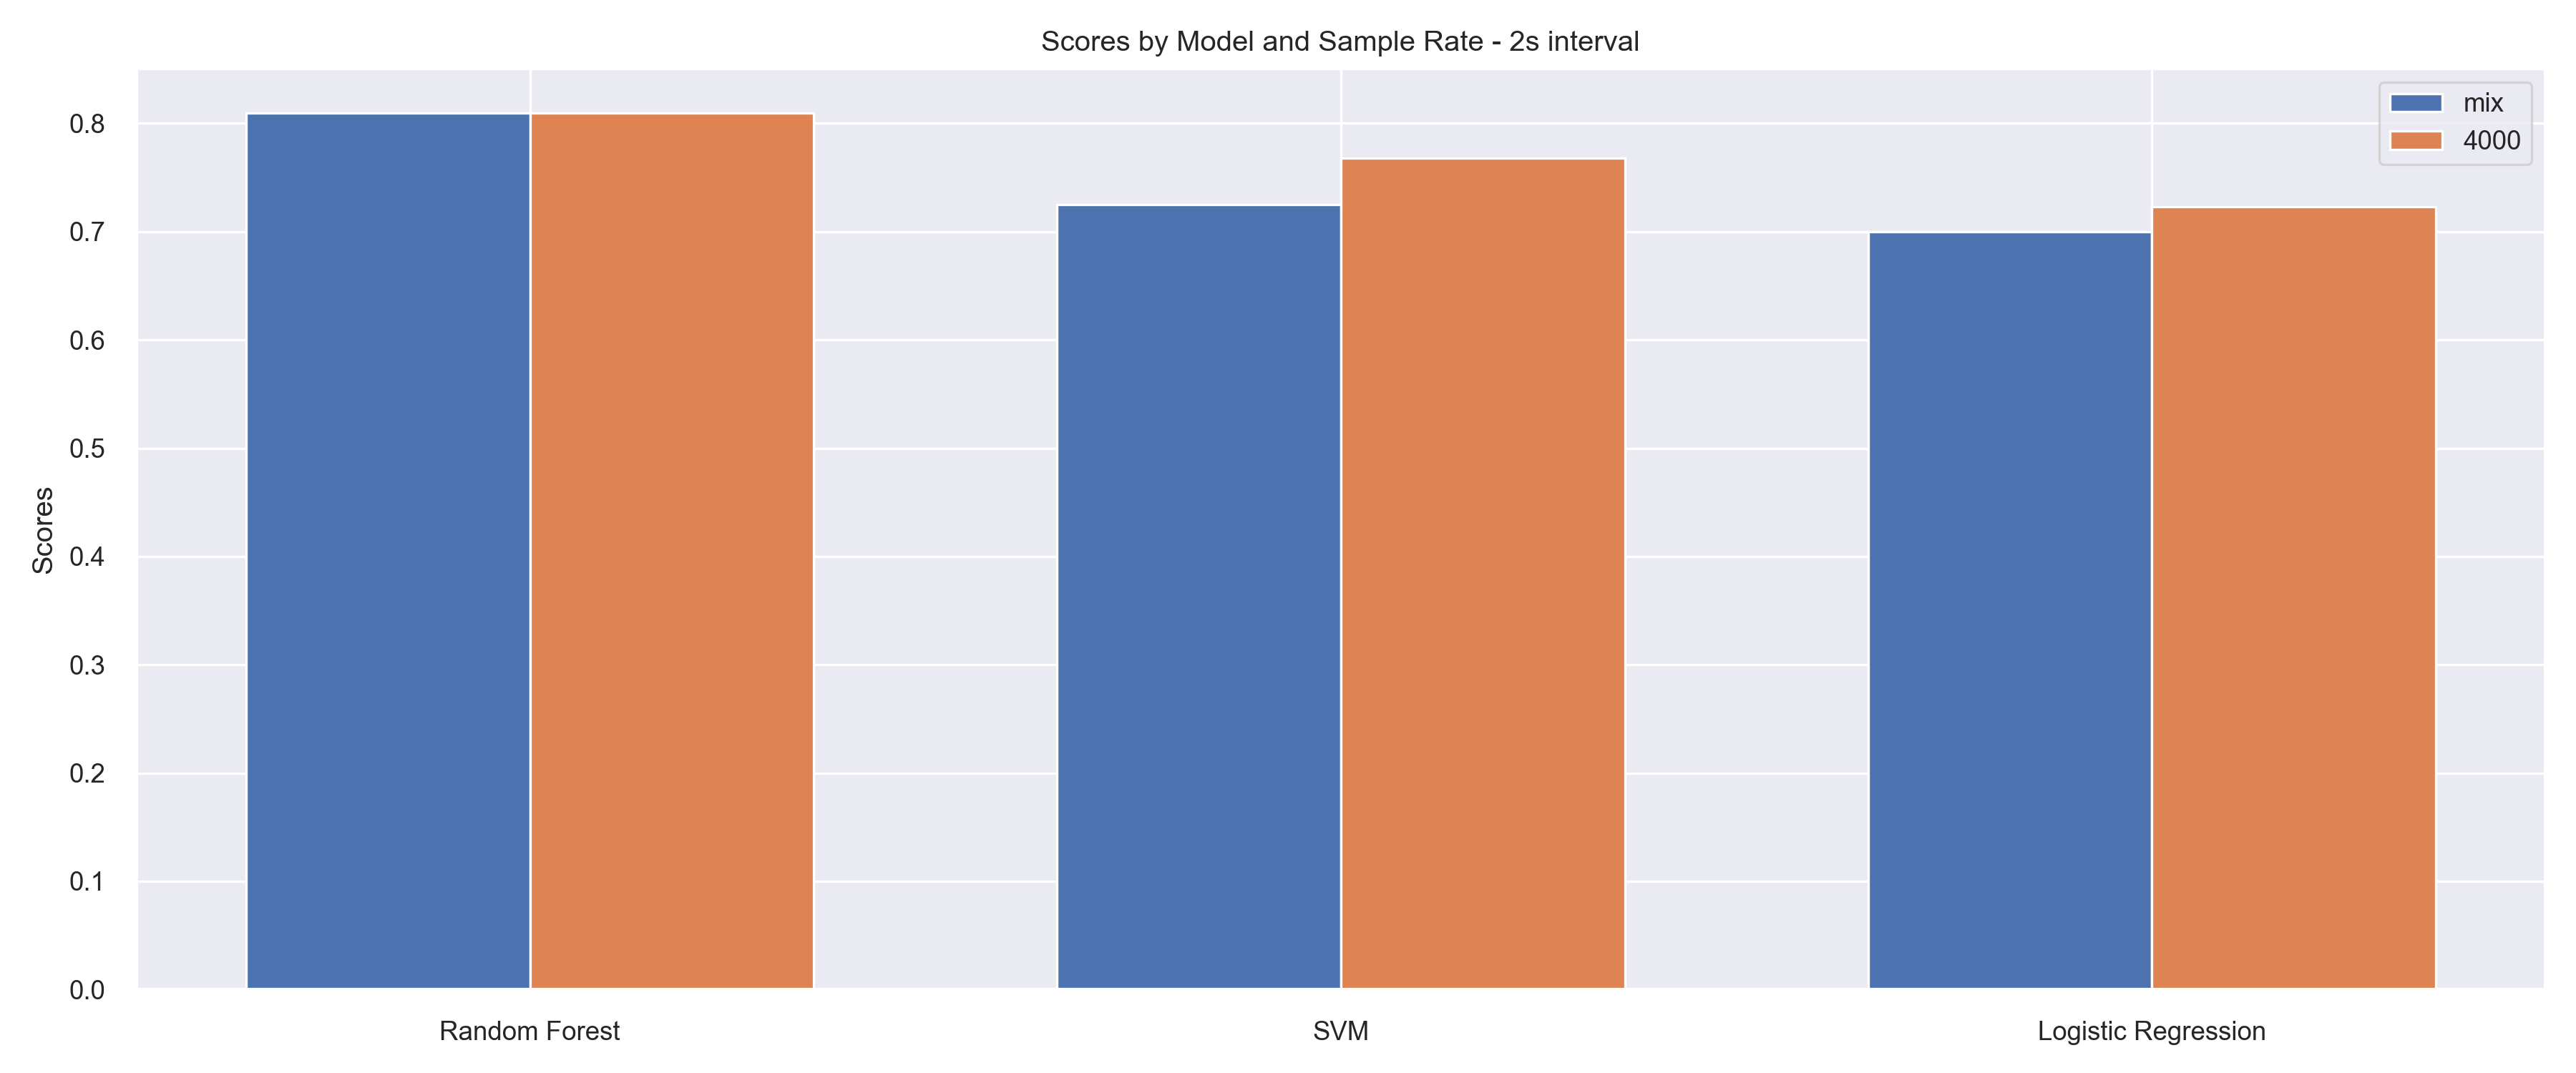 Scores by Model and Sample Rate - 2s interval
mix
4000
0.8
0.7
0.6
0.5
0.4
0.3
0.2
0.1
0.0
Scores
Random Forest
SVM
Logistic Regression